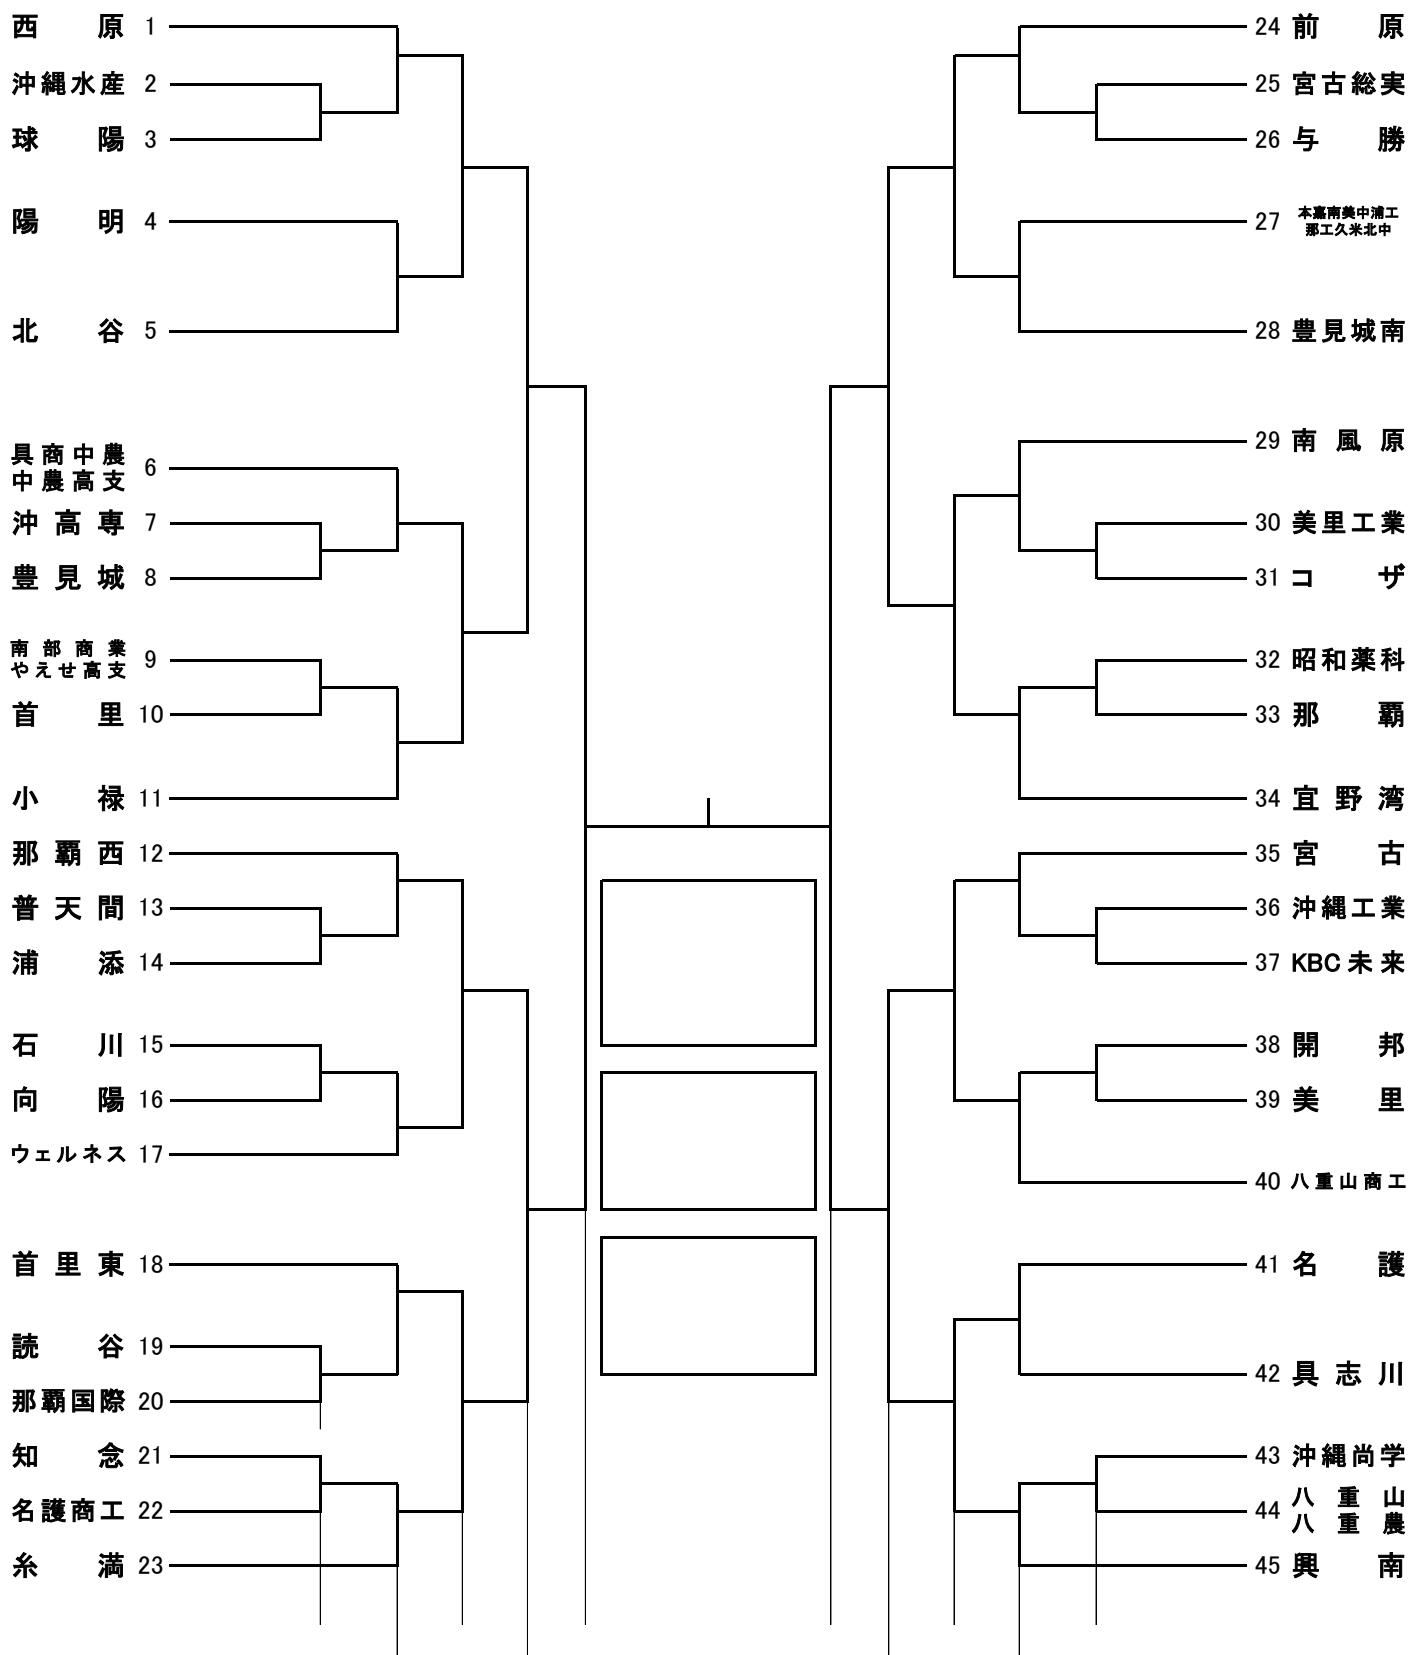 西原 1
沖縄水産 2
球陽 3
陽明 4
北谷 5
具商中農
中農高支 6
沖高専 7
豊見城 8
南部商業
やえせ高支 9
首里 10
小禄 11
那覇西 12
普天間 13
浦添 14
石川 15
向陽 16
ウェルネス 17
首里東 18
読谷 19
那覇国際 20
知念 21
名護商工 22
糸満 23
24 前原
25 宮古総実
26 与勝
27 本嘉南美中浦工
那工久米北中
28 豊見城南
29 南風原
30 美里工業
31 コザ
32 昭和薬科
33 那覇
34 宜野湾
35 宮古
36 沖縄工業
37 KBC未来
38 開邦
39 美里
40 八重山商工
41 名護
42 具志川
43 沖縄尚学
44 八重山
八重農
45 興南